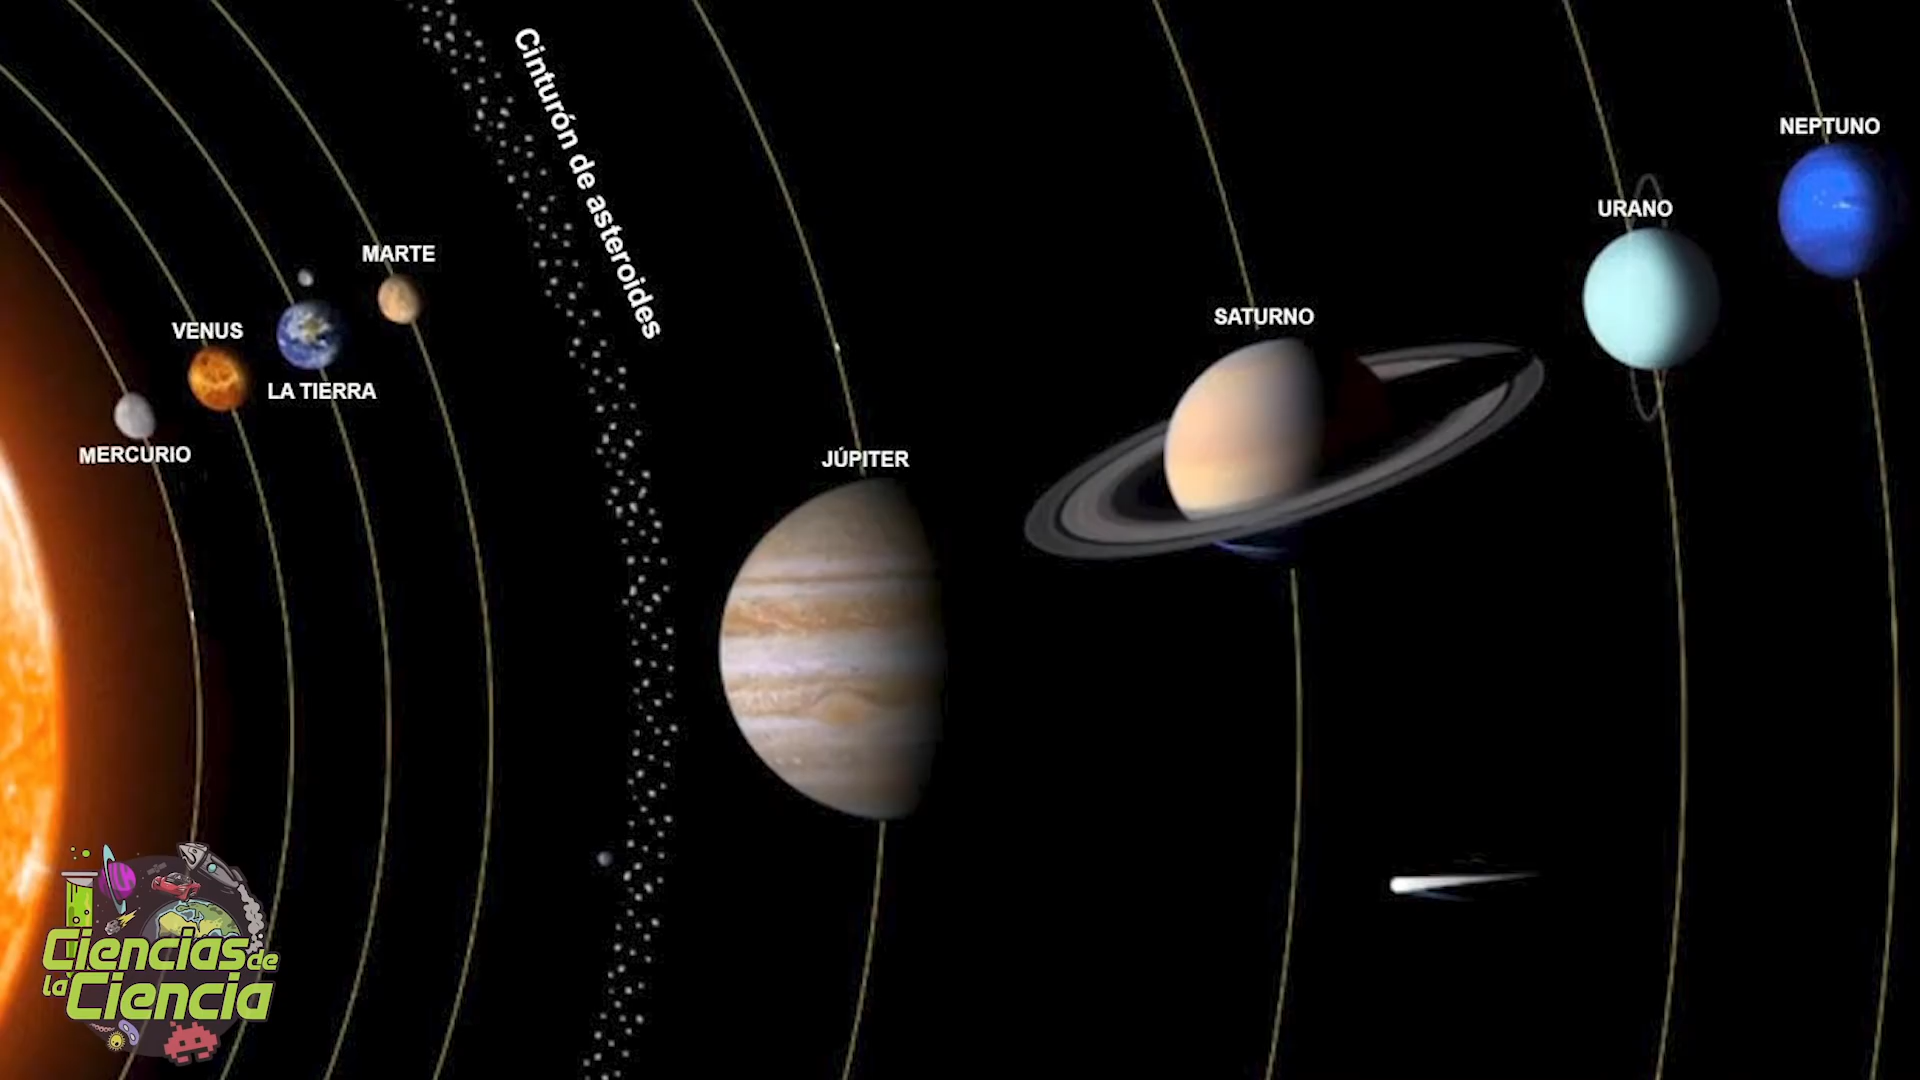 Cinturón de asteroides
NEPTUNO
URANO
MARTE
SATURNO
VENUS
LA TIERRA
MERCURIO
JÚPITER
Ciencias de
la Ciencia